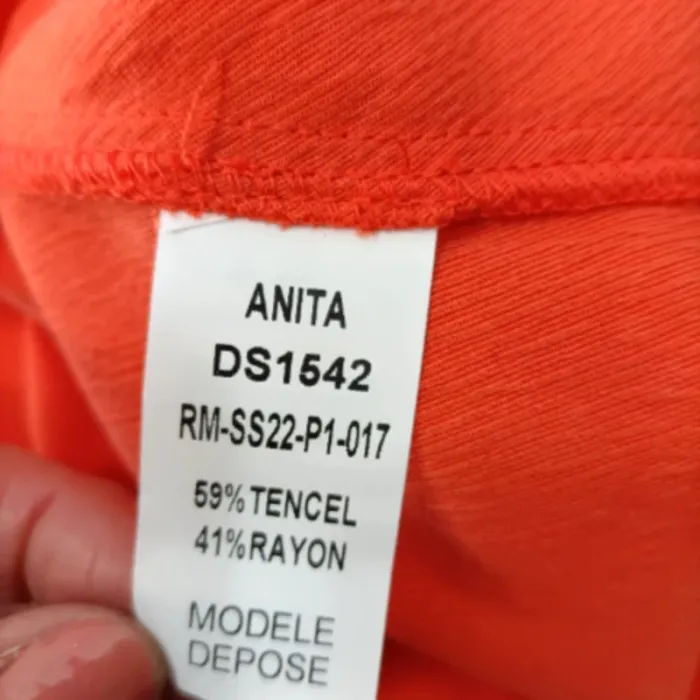 ANITA
DS1542
RM-SS22-P1-017
59%TENCEL
41%RAYON
MODELE
DEPOSE